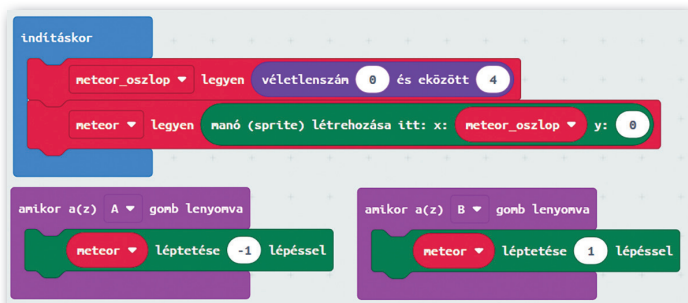 indításkor
meteor_oszlop ▼ legyen véletlenszám 0 és eközött 4
meteor ▼ legyen manó (sprite) létrehozása itt: x: meteor_oszlop ▼ y: 0
amikor a(z) A ▼ gomb lenyomva
meteor ▼ léptetése -1 lépéssel
amikor a(z) B ▼ gomb lenyomva
meteor ▼ léptetése 1 lépéssel